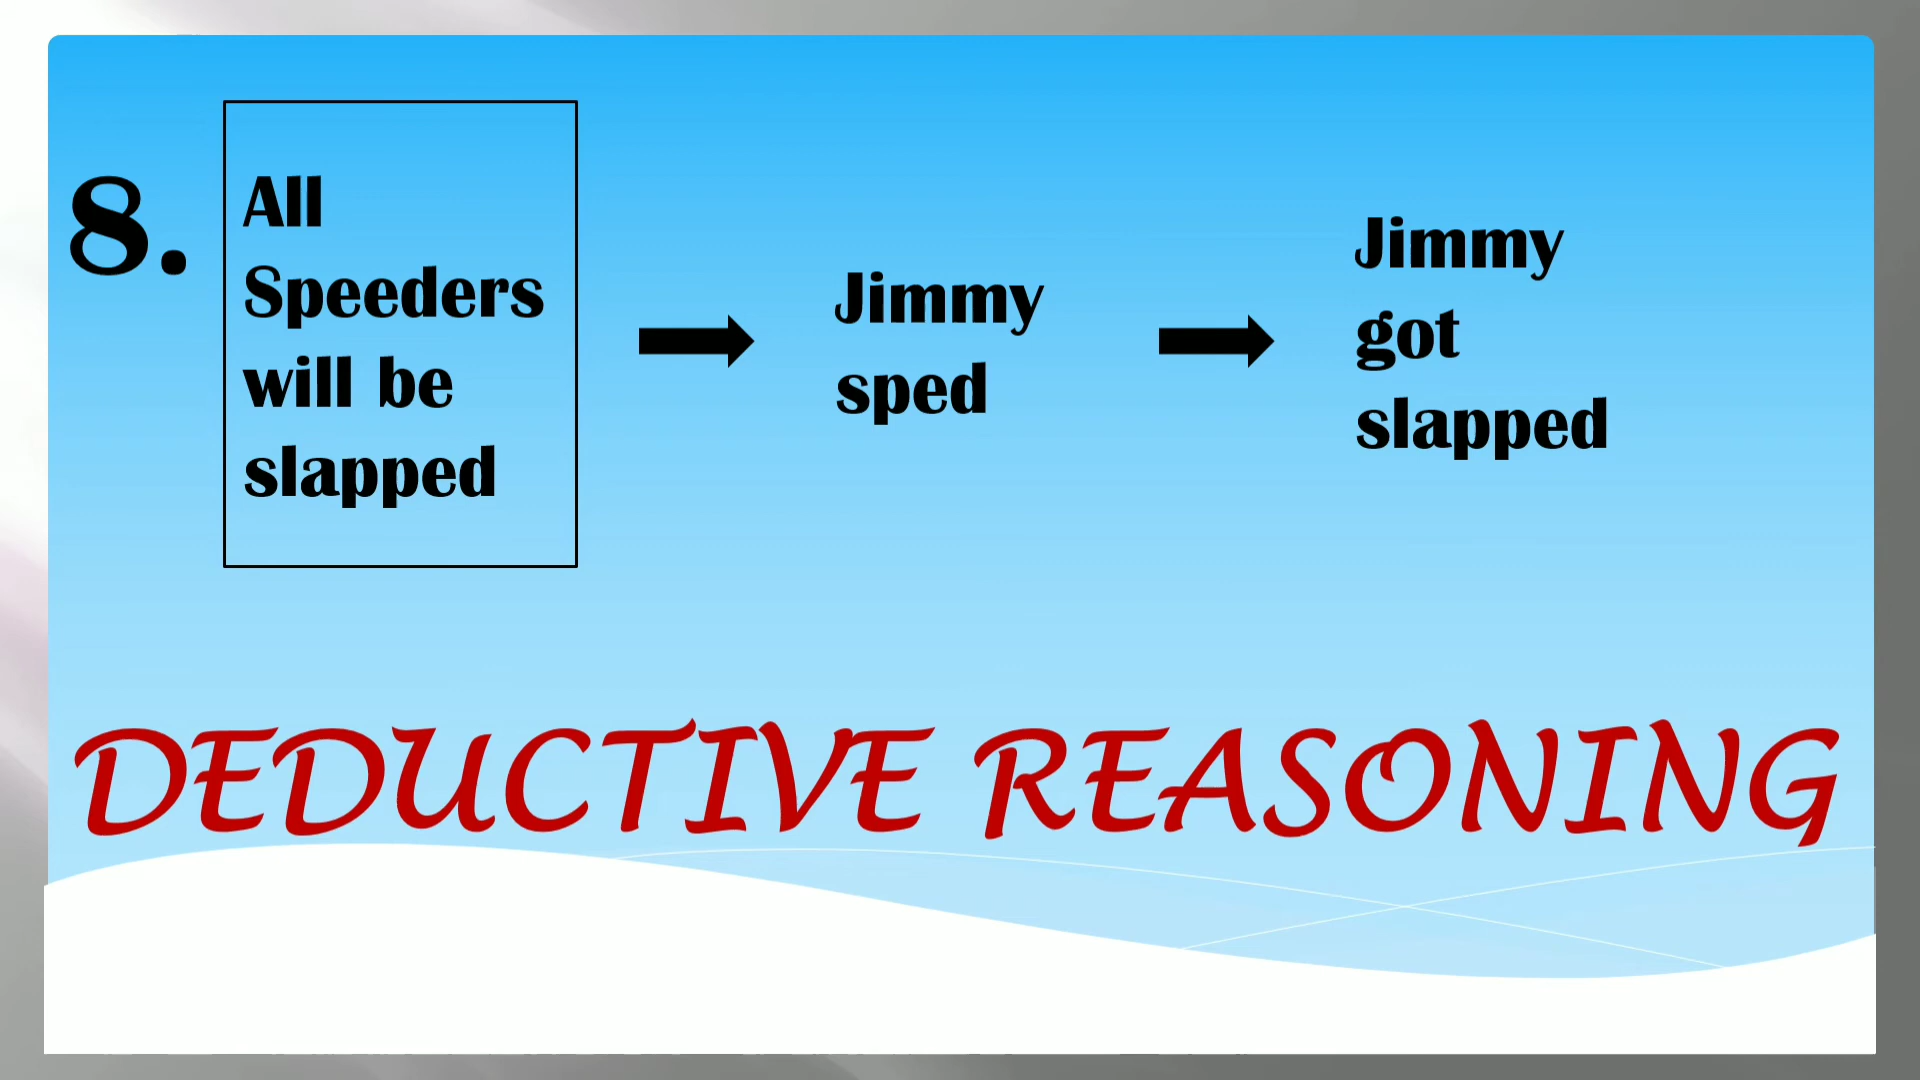 8.
All
Speeders
will be
slapped
Jimmy
sped
Jimmy
got
slapped
DEDUCTIVE REASONING